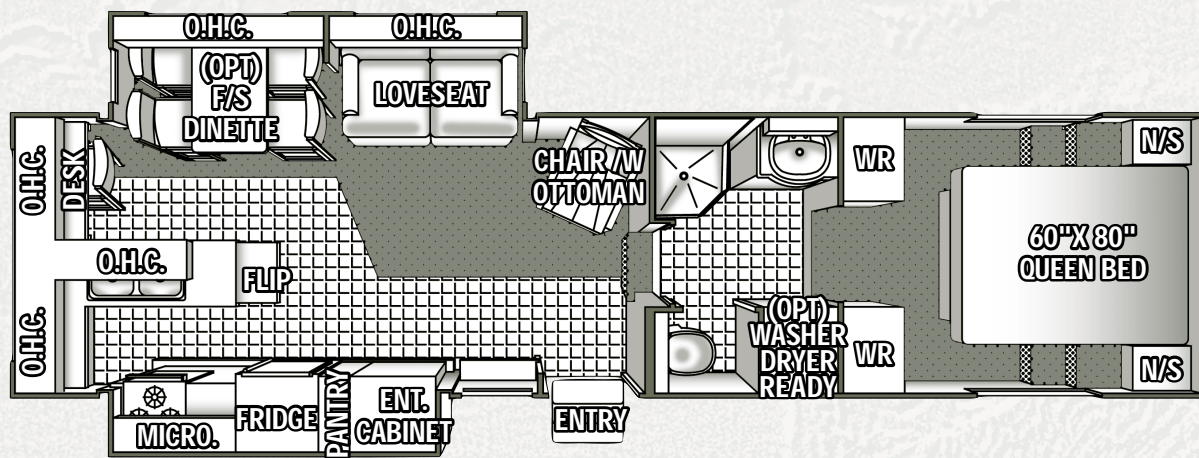 O.H.C.
O.H.C.
(OPT)
F/S
DINETTE
LOVESEAT
O.H.C.
DESK
CHAIR /W
OTTOMAN
WR
N/S
O.H.C.
FLIP
60"X 80"
QUEEN BED
O.H.C.
(OPT)
WASHER
DRYER
READY
WR
N/S
MICRO.
FRIDGE
PANTRY
ENT.
CABINET
ENTRY